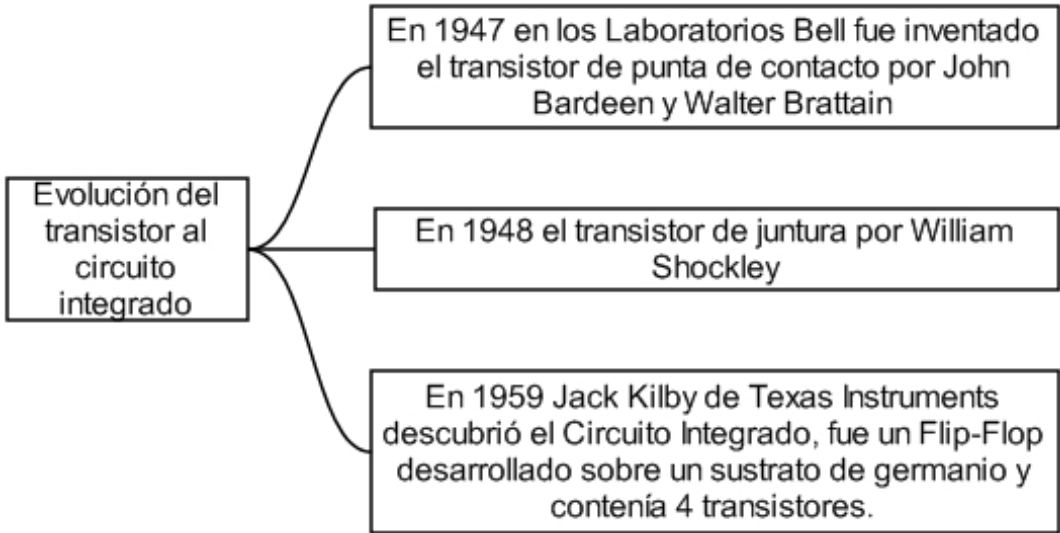 En 1947 en los Laboratorios Bell fue inventado
el transistor de punta de contacto por John
Bardeen y Walter Brattain
Evolución del
transistor al
circuito
integrado
En 1948 el transistor de juntura por William
Shockley
En 1959 Jack Kilby de Texas Instruments
descubrió el Circuito Integrado, fue un Flip-Flop
desarrollado sobre un sustrato de germanio y
contenía 4 transistores.